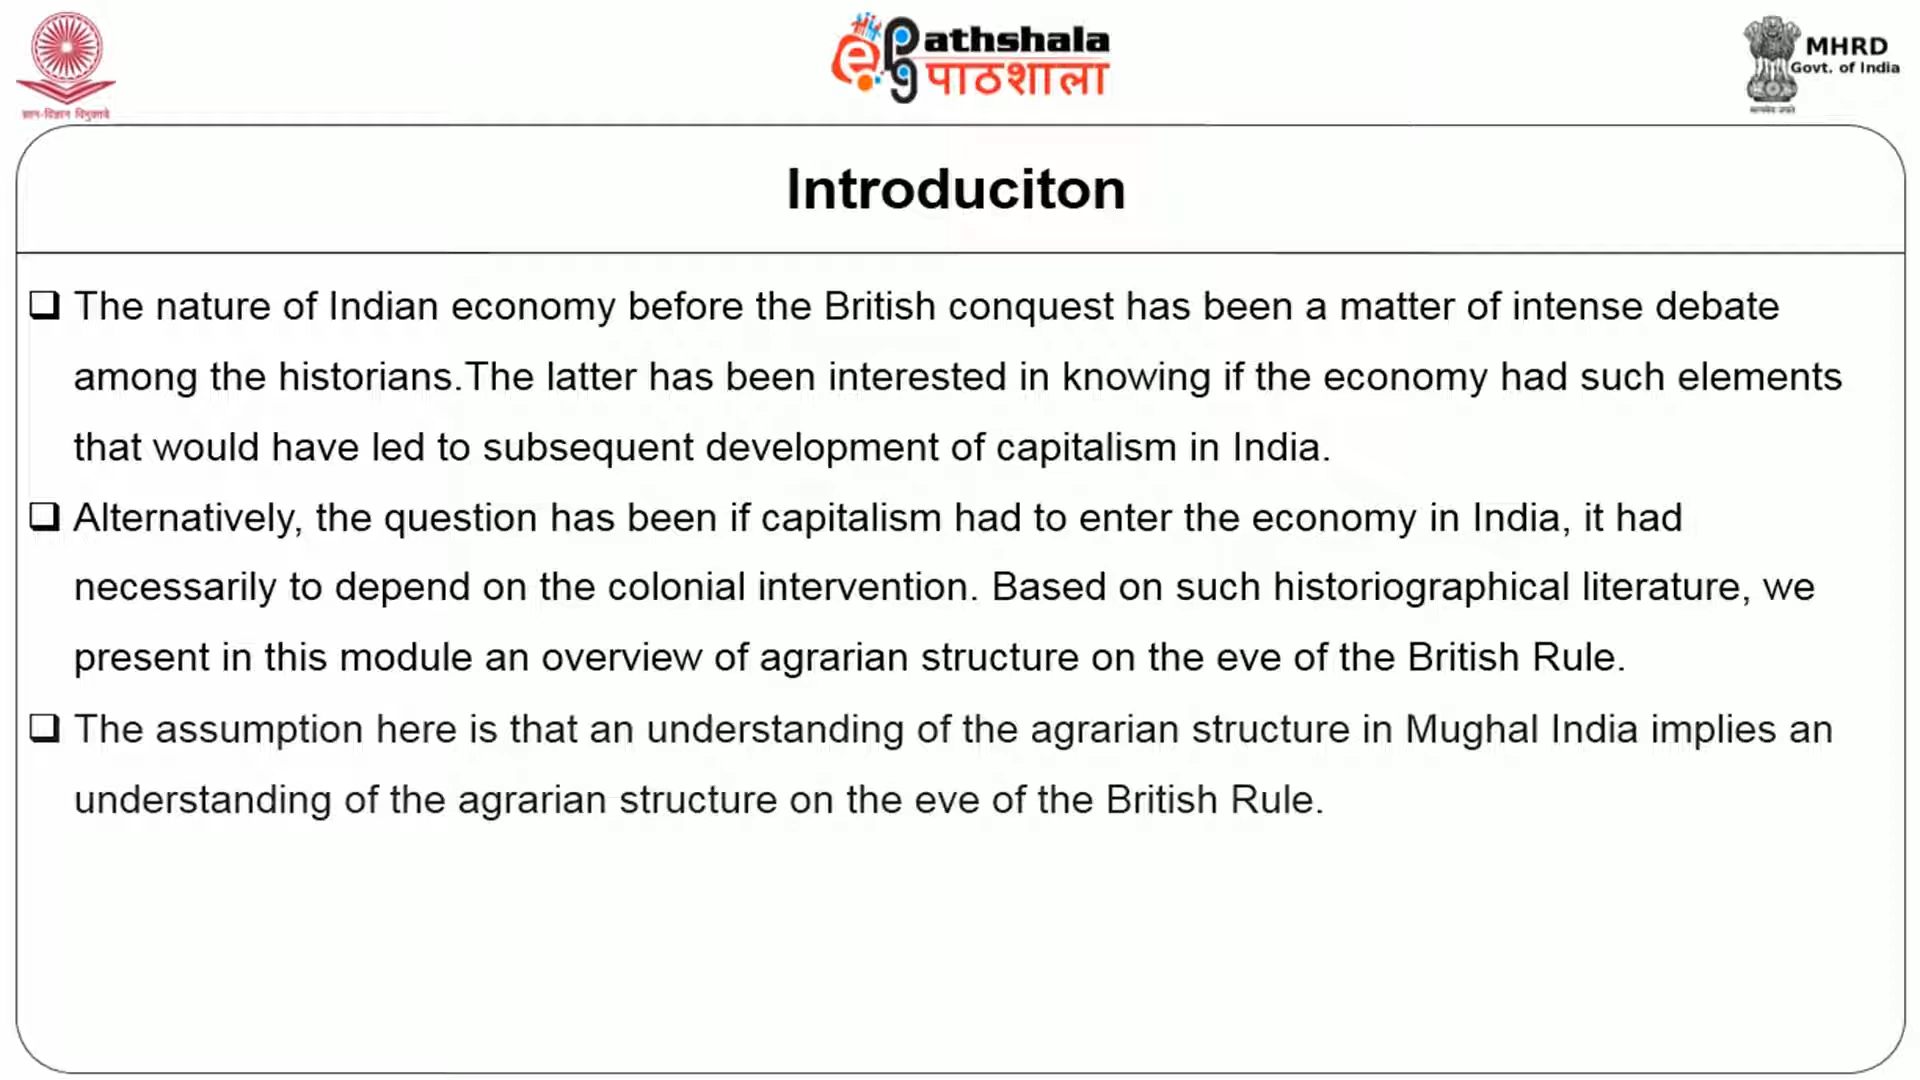 ज्ञान-विज्ञान विमुक्तये
e
pg
athshala
पाठशाला
MHRD
Govt. of India
Introduciton
The nature of Indian economy before the British conquest has been a matter of intense debate
among the historians.The latter has been interested in knowing if the economy had such elements
that would have led to subsequent development of capitalism in India.
Alternatively, the question has been if capitalism had to enter the economy in India, it had
necessarily to depend on the colonial intervention. Based on such historiographical literature, we
present in this module an overview of agrarian structure on the eve of the British Rule.
The assumption here is that an understanding of the agrarian structure in Mughal India implies an
understanding of the agrarian structure on the eve of the British Rule.